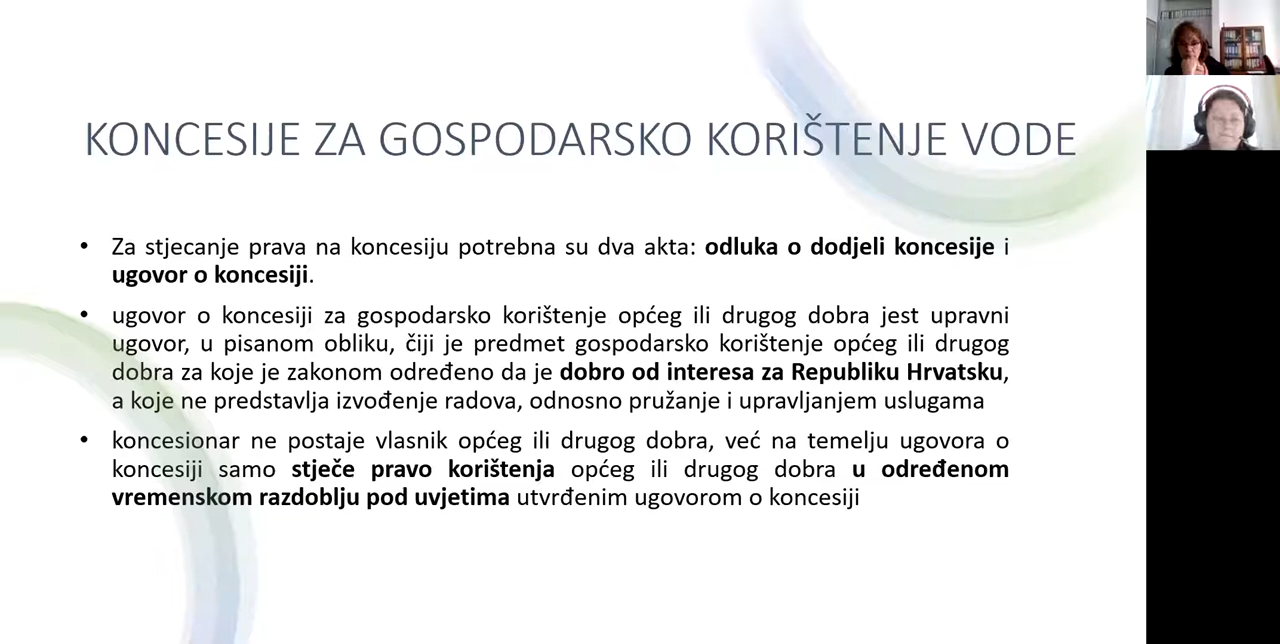 KONCESIJE ZA GOSPODARSKO KORIŠTENJE VODE
• Za stjecanje prava na koncesiju potrebna su dva akta: odluka o dodjeli koncesije i
ugovor o koncesiji.
• ugovor o koncesiji za gospodarsko korištenje općeg ili drugog dobra jest upravni
ugovor, u pisanom obliku, čiji je predmet gospodarsko korištenje općeg ili drugog
dobra za koje je zakonom određeno da je dobro od interesa za Republiku Hrvatsku,
a koje ne predstavlja izvođenje radova, odnosno pružanje i upravljanjem uslugama
• koncesionar ne postaje vlasnik općeg ili drugog dobra, već na temelju ugovora o
koncesiji samo stječe pravo korištenja općeg ili drugog dobra u određenom
vremenskom razdoblju pod uvjetima utvrđenim ugovorom o koncesiji